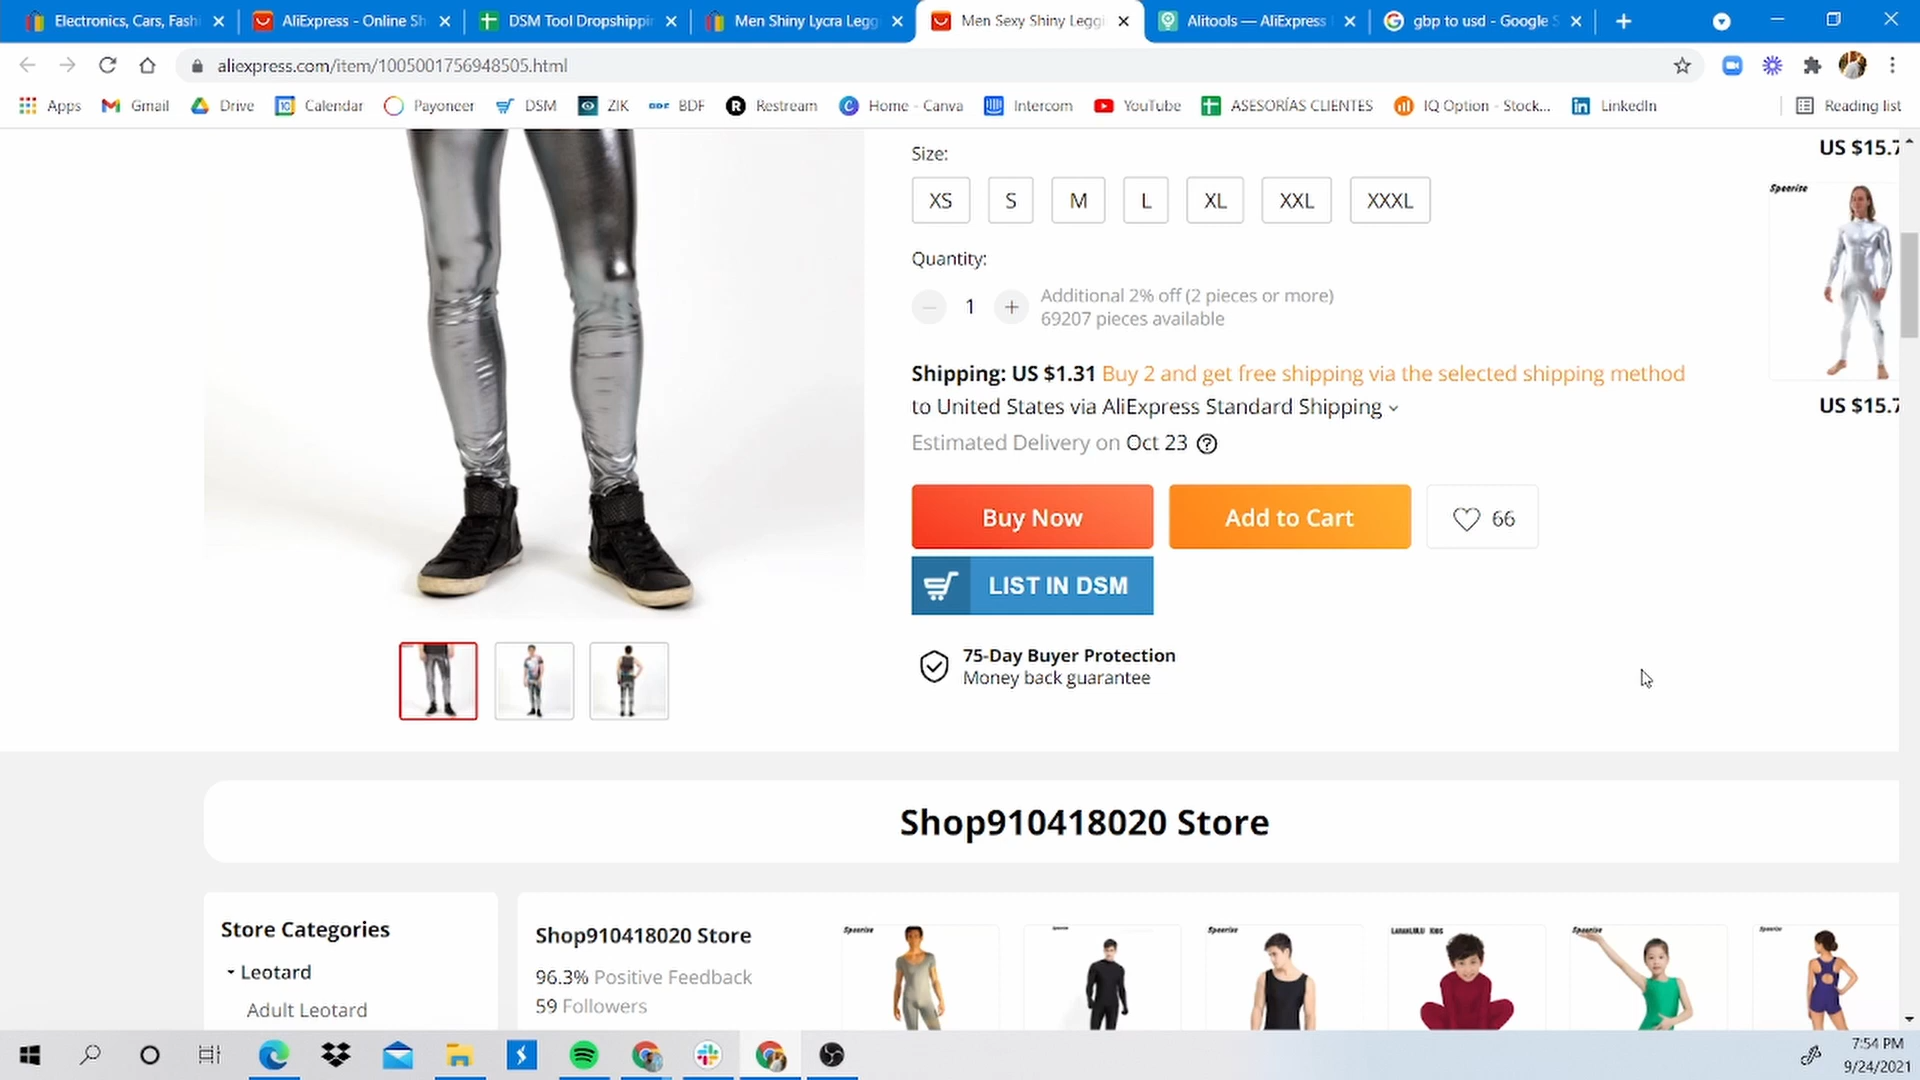 Electronics, Cars, Fash
AliExpress - Online Sh
DSM Tool Dropshippin
Men Shiny Lycra Legg
Men Sexy Shiny Leggi
Alitools — AliExpress
gbp to usd - Google S
aliexpress.com/item/1005001756948505.html
Apps
Gmail
Drive
Calendar
Payoneer
DSM
ZIK
BDF
Restream
Home - Canva
Intercom
YouTube
ASESORÍAS CLIENTES
IQ Option - Stock...
LinkedIn
Reading list
Size:
US $15.7
XS S M L XL XXL XXXL
Speerise
Quantity:
1
Additional 2% off (2 pieces or more)
69207 pieces available
Shipping: US $1.31 Buy 2 and get free shipping via the selected shipping method
to United States via AliExpress Standard Shipping
US $15.7
Estimated Delivery on Oct 23
Buy Now
Add to Cart
66
LIST IN DSM
75-Day Buyer Protection
Money back guarantee
Shop910418020 Store
Store Categories
Leotard
Adult Leotard
Shop910418020 Store
96.3% Positive Feedback
59 Followers
Speerise
Speerise
Speerise
Speerise
7:54 PM
9/24/2021